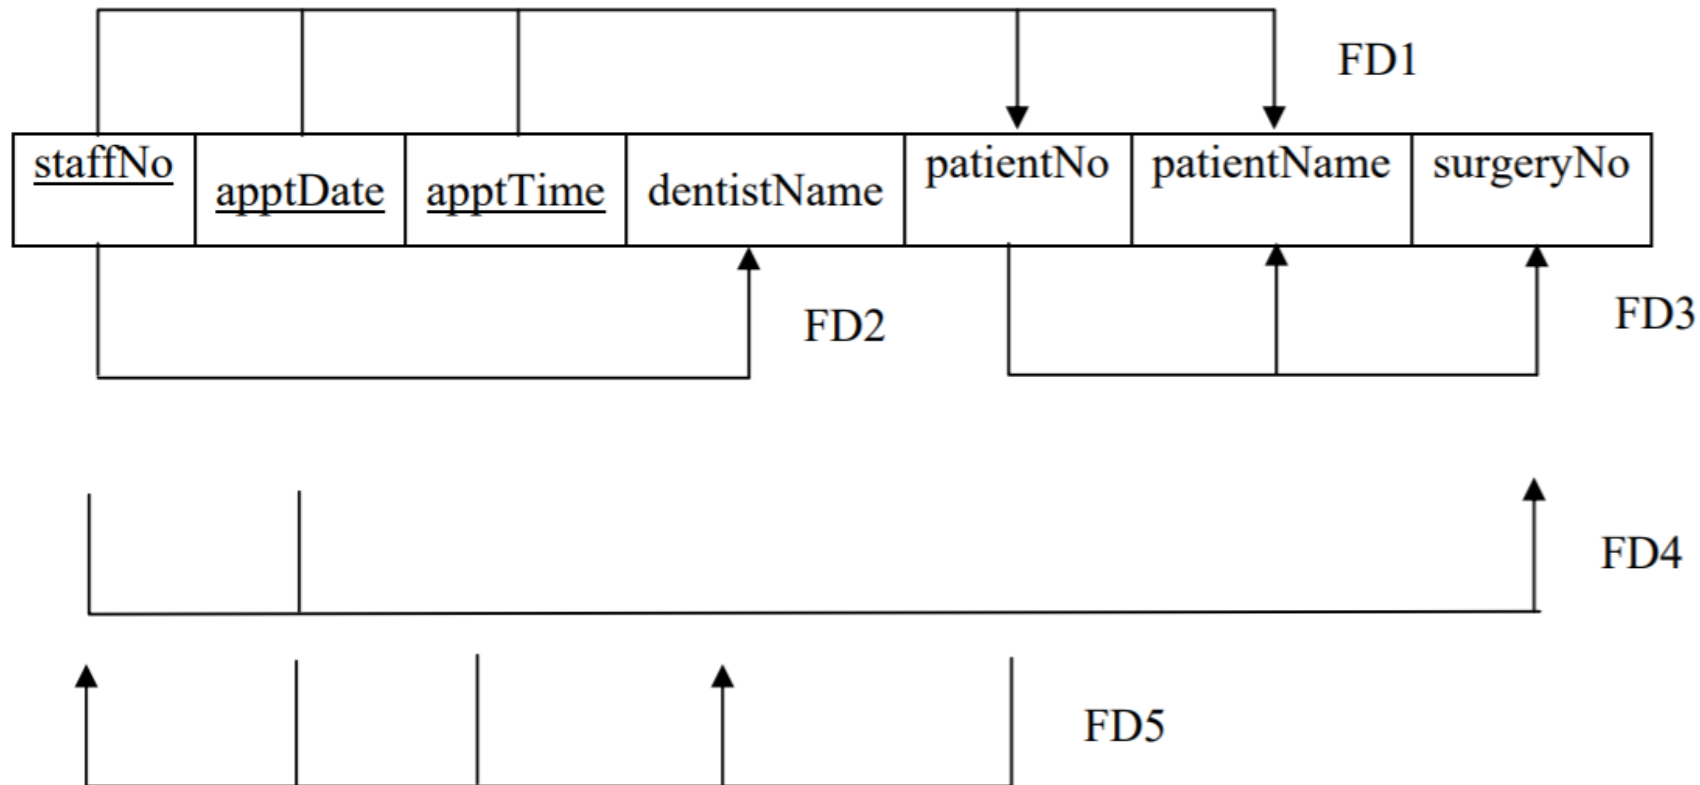 FD1
staffNo apptDate apptTime dentistName patientNo patientName surgeryNo
FD2
FD3
FD4
FD5